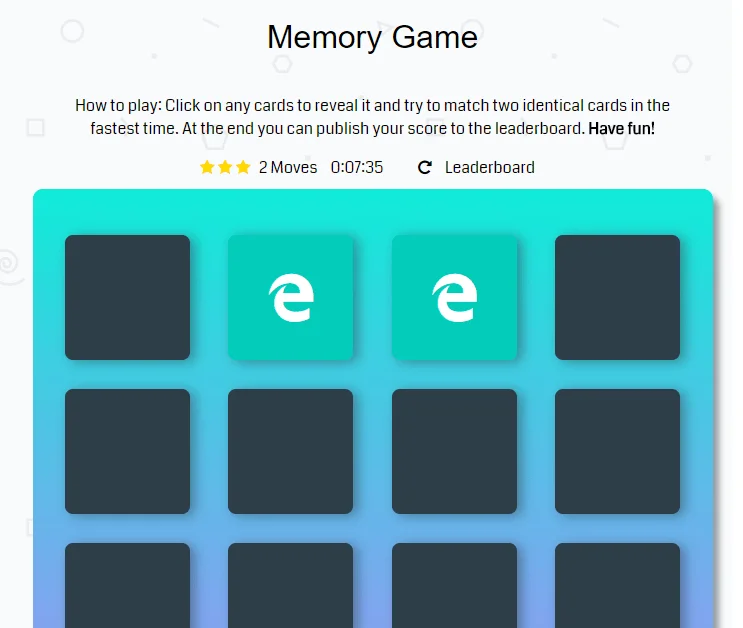 Memory Game
How to play: Click on any cards to reveal it and try to match two identical cards in the
fastest time. At the end you can publish your score to the leaderboard. Have fun!
2 Moves 0:07:35 Leaderboard